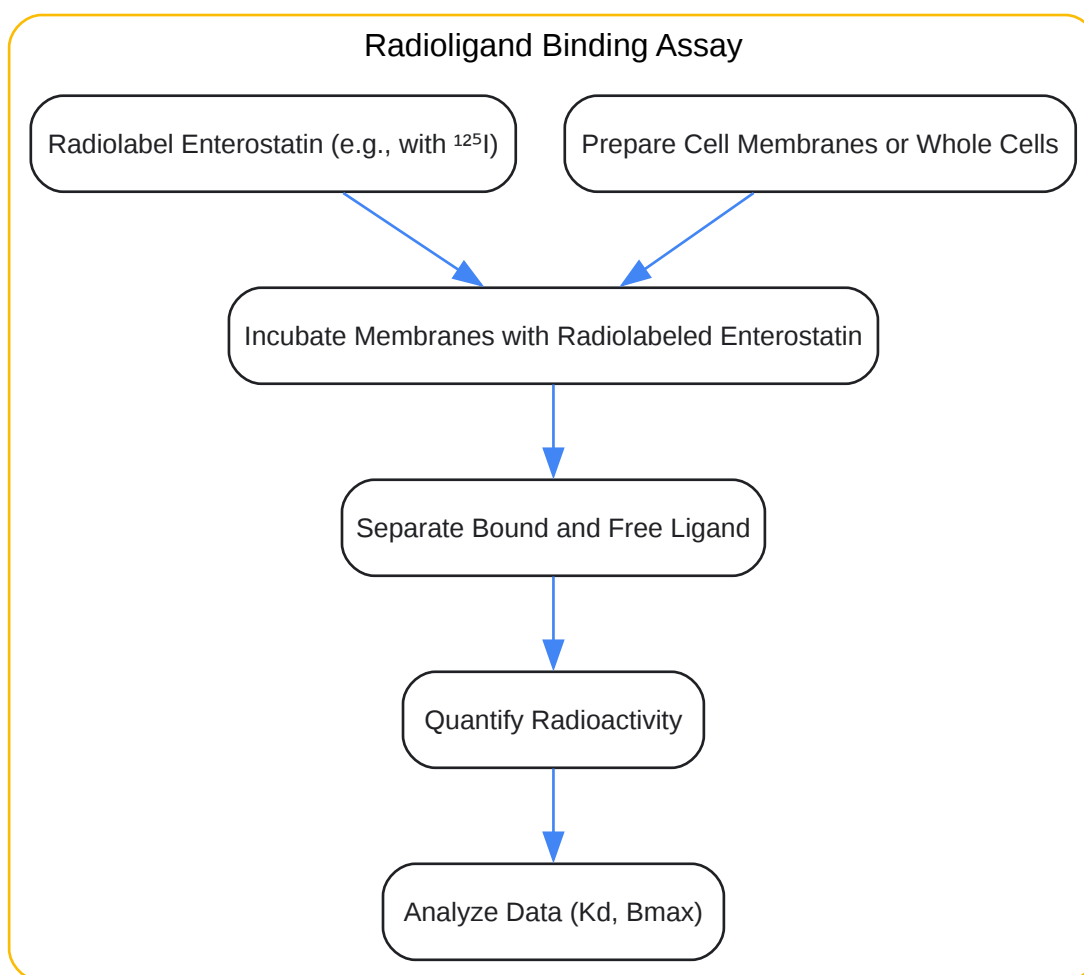 Radioligand Binding Assay
Radiolabel Enterostatin (e.g., with ¹²⁵I)
Prepare Cell Membranes or Whole Cells
Incubate Membranes with Radiolabeled Enterostatin
Separate Bound and Free Ligand
Quantify Radioactivity
Analyze Data (Kd, Bmax)